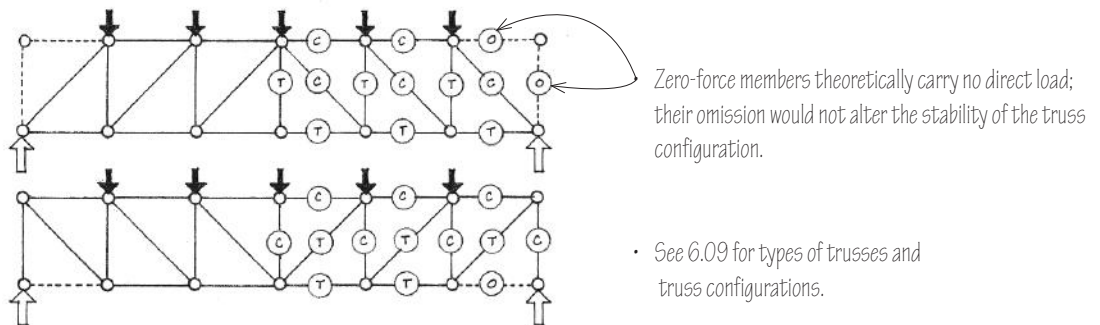 C C O
T C T C T C O
T T T
Zero-force members theoretically carry no direct load;
their omission would not alter the stability of the truss
configuration.
C C C
C T C T C T C
T T O
• See 6.09 for types of trusses and
truss configurations.